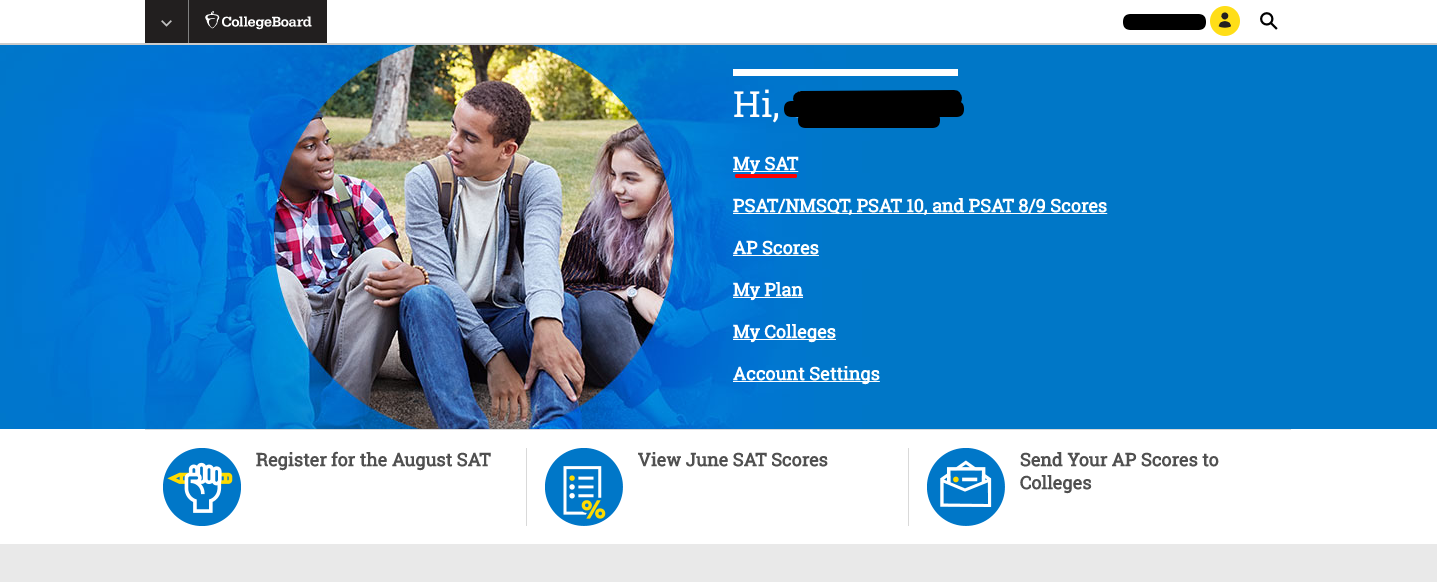 CollegeBoard
Hi,
My SAT
PSAT/NMSQT, PSAT 10, and PSAT 8/9 Scores
AP Scores
My Plan
My Colleges
Account Settings
Register for the August SAT
View June SAT Scores
%
Send Your AP Scores to
Colleges